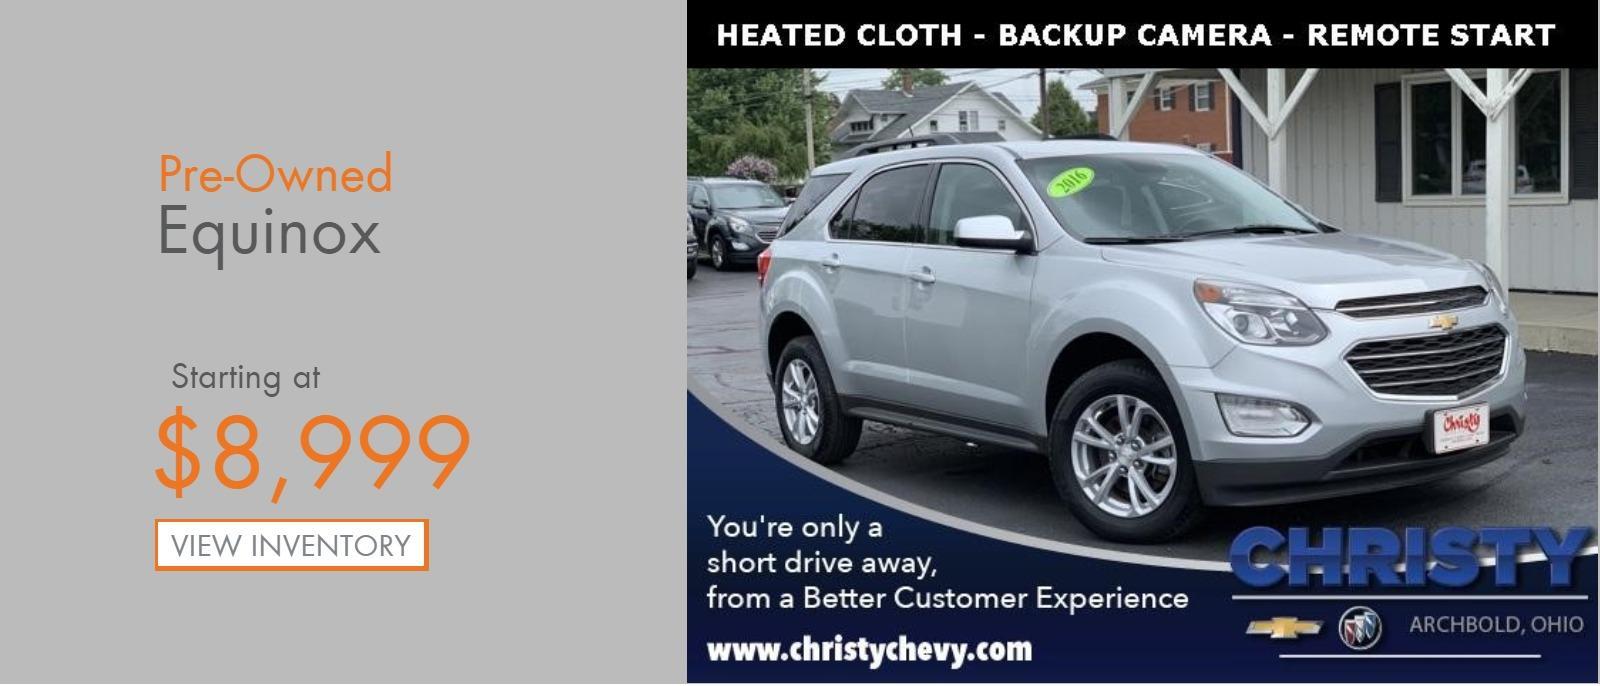 Pre-Owned
Equinox
Starting at
$8,999
VIEW INVENTORY
HEATED CLOTH - BACKUP CAMERA - REMOTE START
2016
Christy
You're only a
short drive away,
from a Better Customer Experience
www.christychevy.com
CHRISTY
ARCHBOLD, OHIO